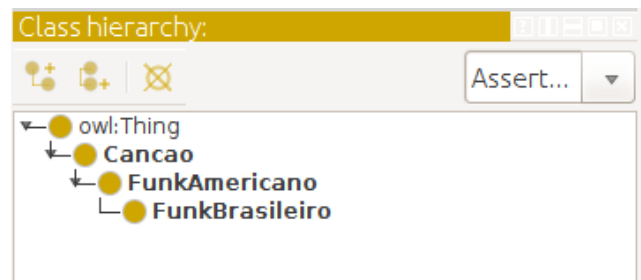 Class hierarchy:
Assert...
owl:Thing
Cancao
FunkAmericano
FunkBrasileiro